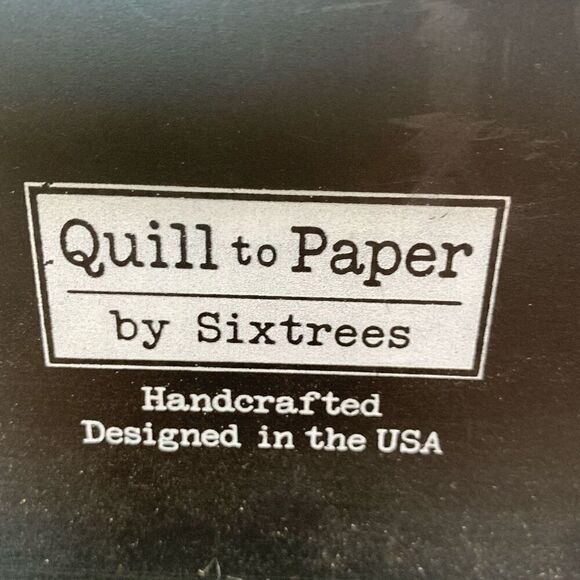 Quill to Paper
by Sixtrees
Handcrafted
Designed in the USA